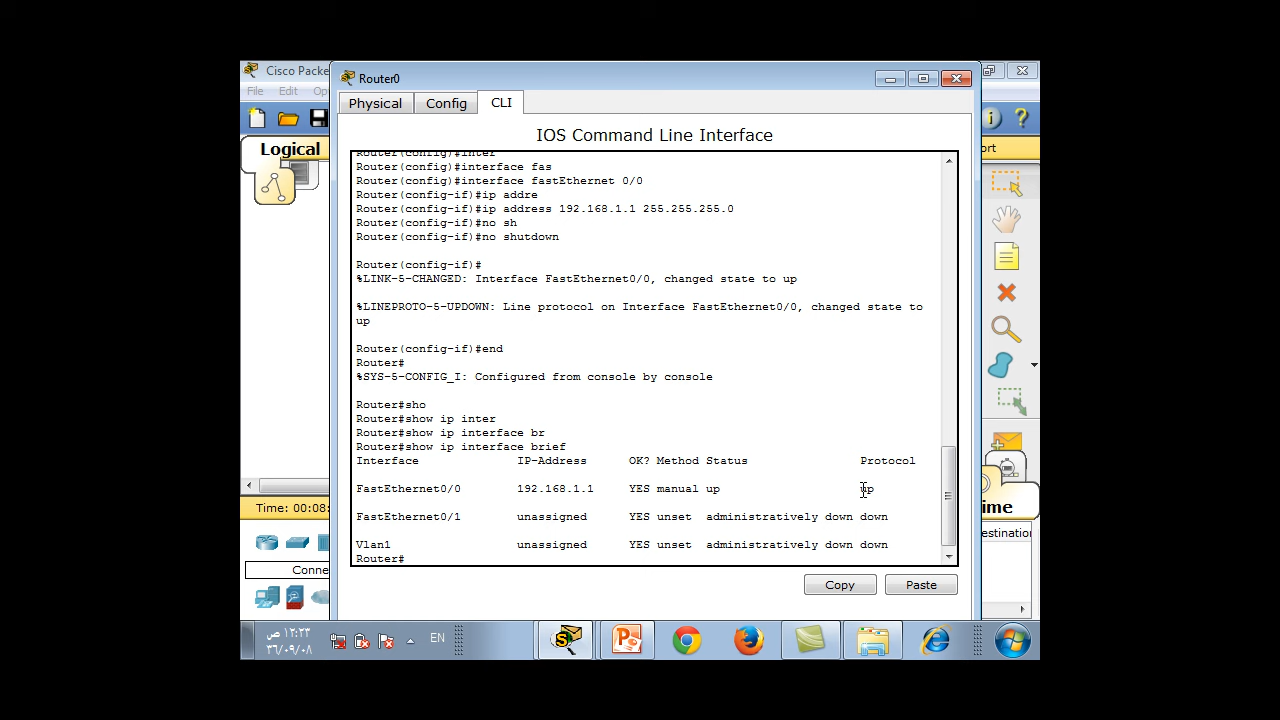 Cisco Packe
Router0
File Edit Op
Physical Config CLI
Logical
IOS Command Line Interface
ort
Router(config)#inter
Router(config)#interface fas
Router(config)#interface fastEthernet 0/0
Router(config-if)#ip addre
Router(config-if)#ip address 192.168.1.1 255.255.255.0
Router(config-if)#no sh
Router(config-if)#no shutdown
Router(config-if)#
%LINK-5-CHANGED: Interface FastEthernet0/0, changed state to up
%LINEPROTO-5-UPDOWN: Line protocol on Interface FastEthernet0/0, changed state to
up
Router(config-if)#end
Router#
%SYS-5-CONFIG_I: Configured from console by console
Router#sho
Router#show ip inter
Router#show ip interface br
Router#show ip interface brief
Interface IP-Address OK? Method Status Protocol
FastEthernet0/0 192.168.1.1 YES manual up up
FastEthernet0/1 unassigned YES unset administratively down down
Vlan1 unassigned YES unset administratively down down
Router#
Time: 00:08:
ime
estination
Conne
Copy Paste
١٢:٢٣ ص
٣٦/٠٩/٠٨
EN